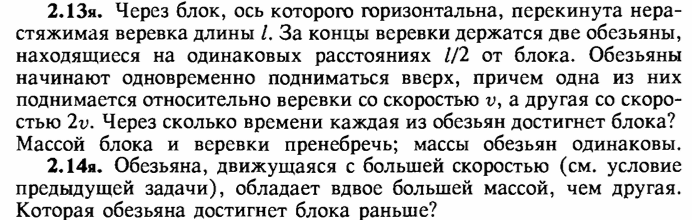 2.13я. Через блок, ось которого горизонтальна, перекинута нерас-
стяжимая веревка длины l. За концы веревки держатся две обезьяны,
находящиеся на одинаковых расстояниях l/2 от блока. Обезьяны
начинают одновременно подниматься вверх, причем одна из них
поднимается относительно веревки со скоростью v, а другая со скоро-
стью 2v. Через сколько времени каждая из обезьян достигнет блока?
Массой блока и веревки пренебречь; массы обезьян одинаковы.
2.14я. Обезьяна, движущаяся с большей скоростью (см. условие
предыдущей задачи), обладает вдвое большей массой, чем другая.
Которая обезьяна достигнет блока раньше?